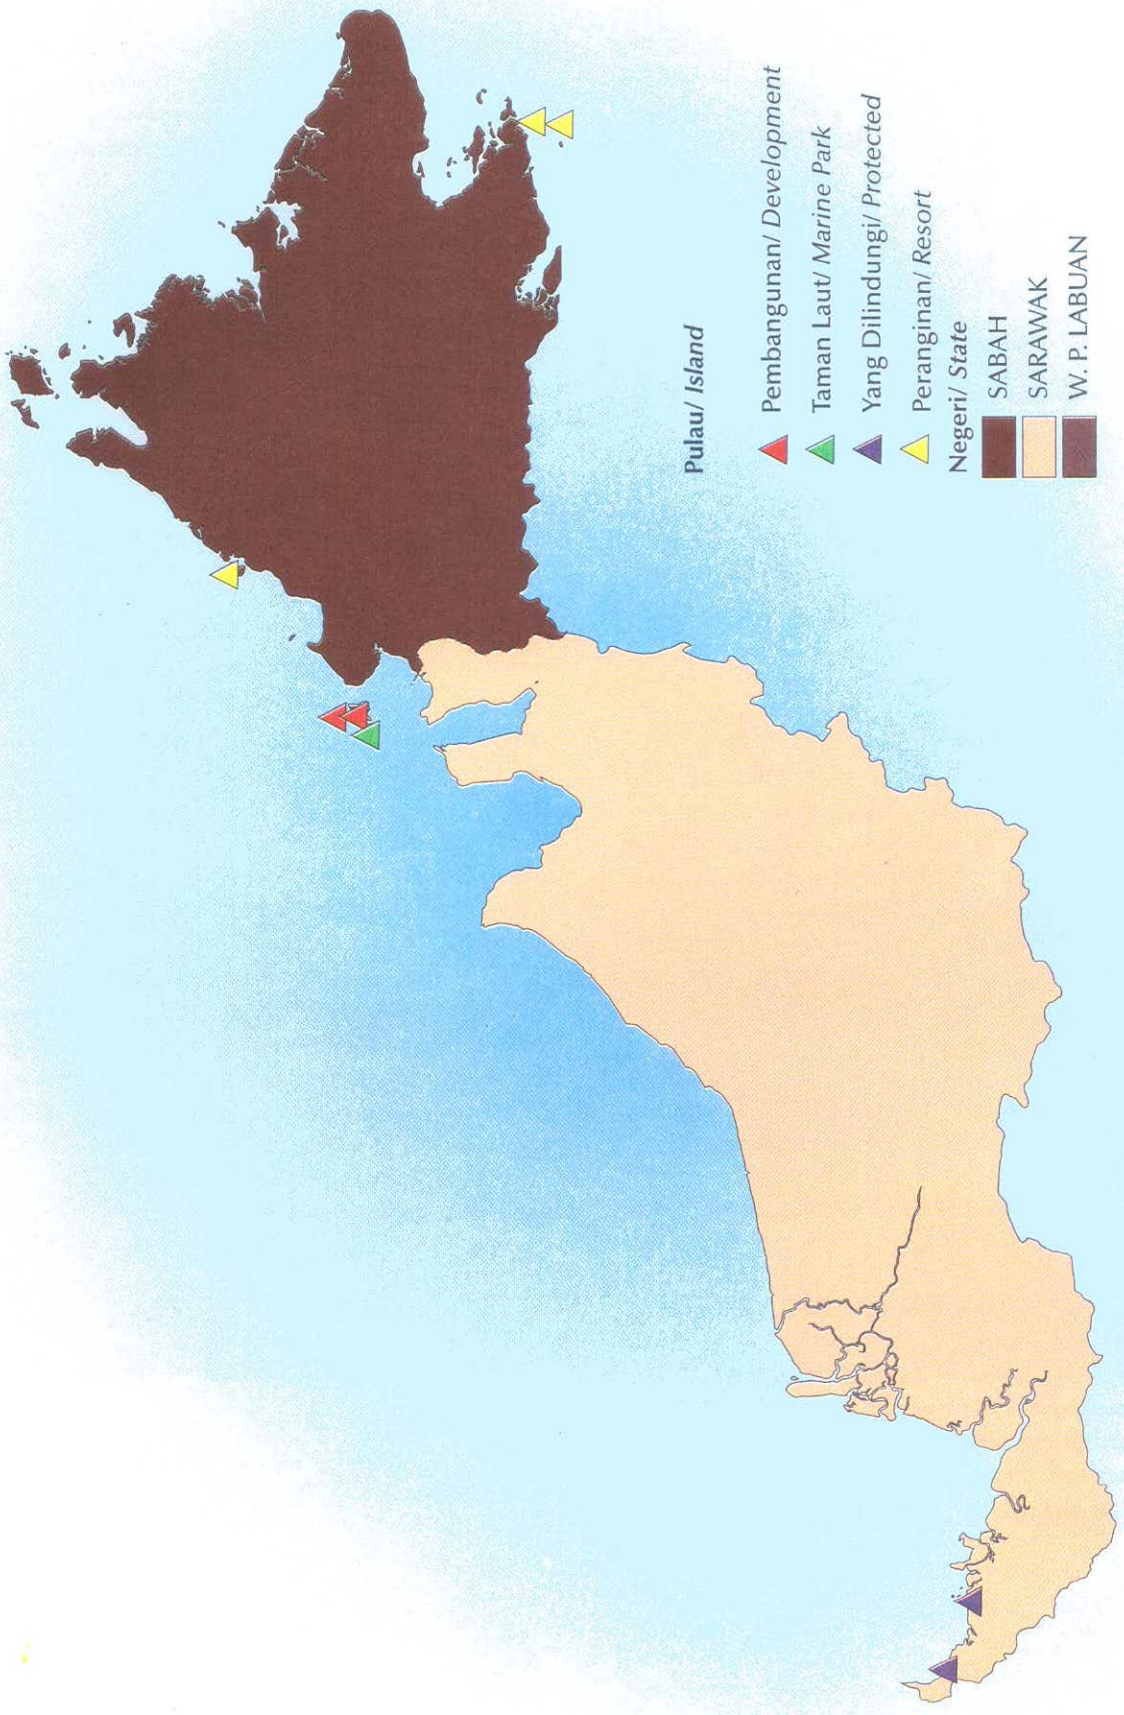 Pulau/ Island
Pembangunan/ Development
Taman Laut/ Marine Park
Yang Dilindungi/ Protected
Peranginan/ Resort
Negeri/ State
SABAH
SARAWAK
W. P. LABUAN